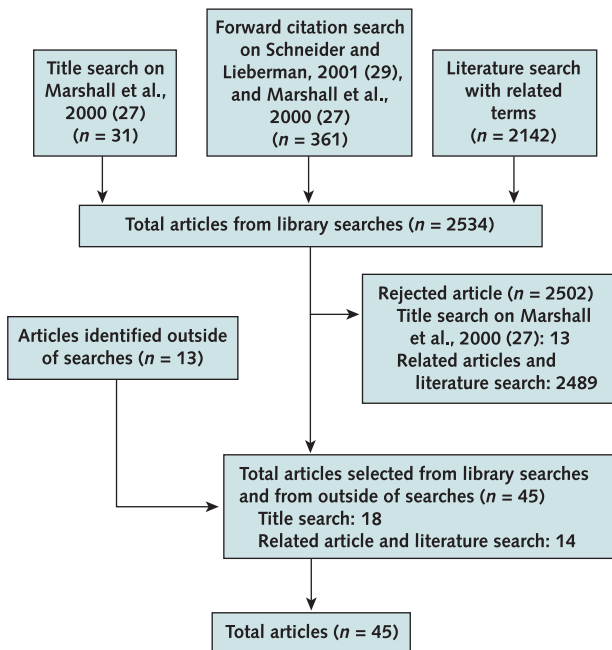 Title search on
Marshall et al.,
2000 (27)
(n = 31)
Forward citation search
on Schneider and
Lieberman, 2001 (29),
and Marshall et al.,
2000 (27)
(n = 361)
Literature search
with related
terms
(n = 2142)
Total articles from library searches (n = 2534)
Rejected article (n = 2502)
Title search on Marshall
et al., 2000 (27): 13
Related articles and
literature search: 2489
Articles identified outside
of searches (n = 13)
Total articles selected from library searches
and from outside of searches (n = 45)
Title search: 18
Related article and literature search: 14
Total articles (n = 45)